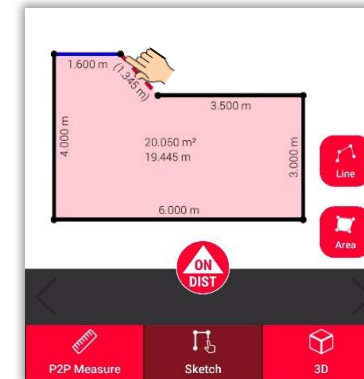 1.600 m
(1.345 m)
3.500 m
4.000 m
20.050 m²
19.445 m
3.000 m
Line
6.000 m
Area
ON
DIST
P2P Measure
Sketch
3D